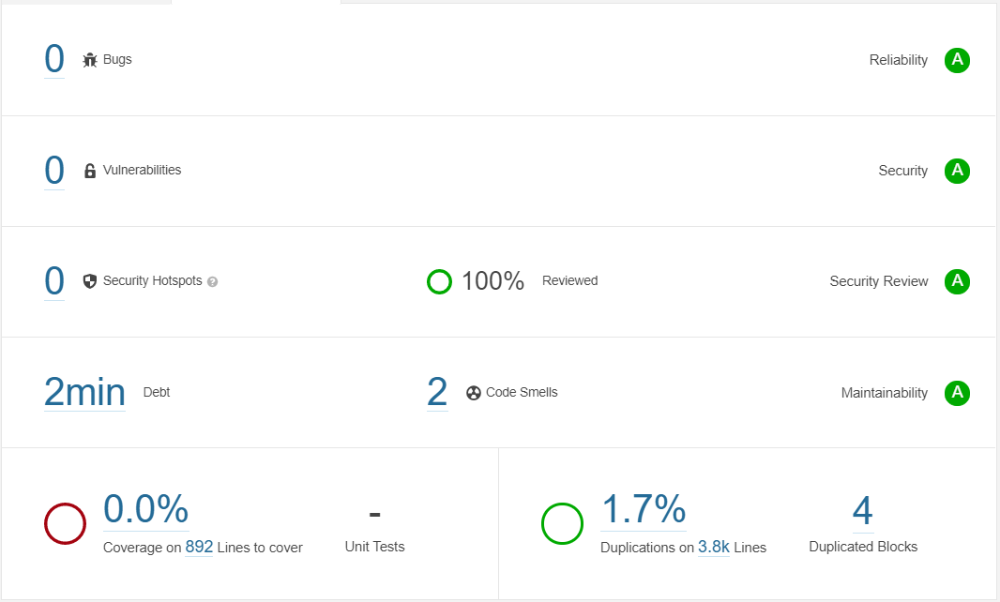 0 Bugs Reliability A
0 Vulnerabilities Security A
0 Security Hotspots ? 100% Reviewed Security Review A
2min Debt 2 Code Smells Maintainability A
0.0% - 1.7% 4
Coverage on 892 Lines to cover Unit Tests Duplications on 3.8k Lines Duplicated Blocks